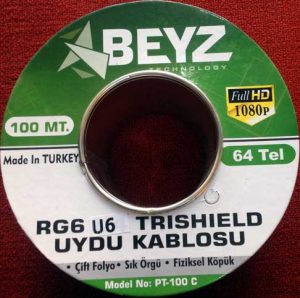 BEYZ
TECHNOLOGY
Full HD
1080p
100 MT.
Made In TURKEY
64 Tel
RG6 U6 TRISHIELD
UYDU KABLOSU
• Çift Folyo • Sık Örgü • Fiziksel Köpük
Model No: PT-100 C